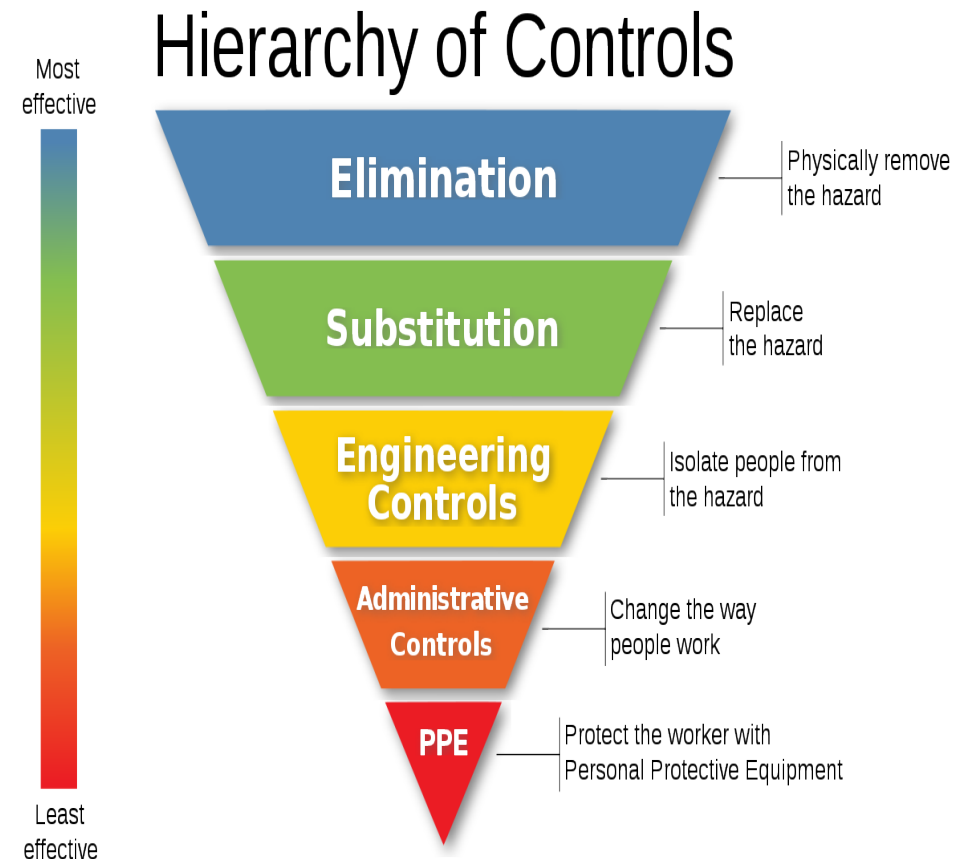 Hierarchy of Controls
Most
effective
Elimination
Physically remove
the hazard
Substitution
Replace
the hazard
Engineering
Controls
Isolate people from
the hazard
Administrative
Controls
Change the way
people work
PPE
Protect the worker with
Personal Protective Equipment
Least
effective